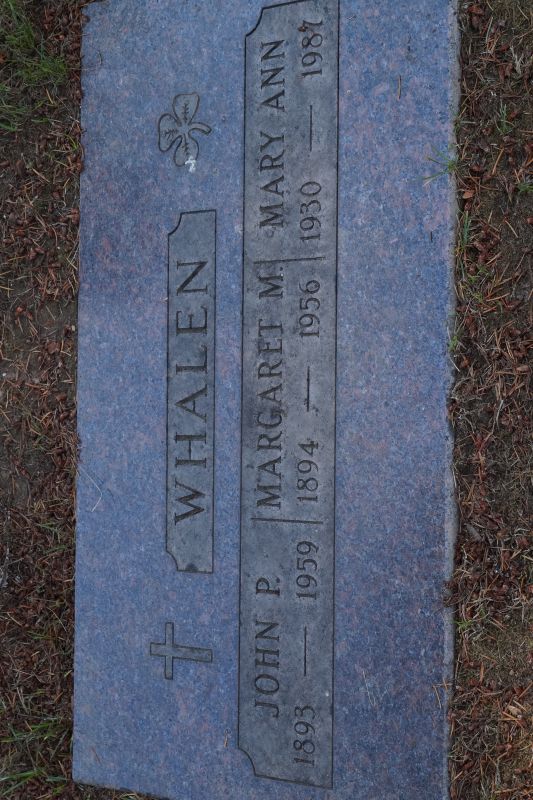 WHALEN
JOHN P. MARGARET M. MARY ANN
1893 — 1959 1894 — 1956 1930 — 1987